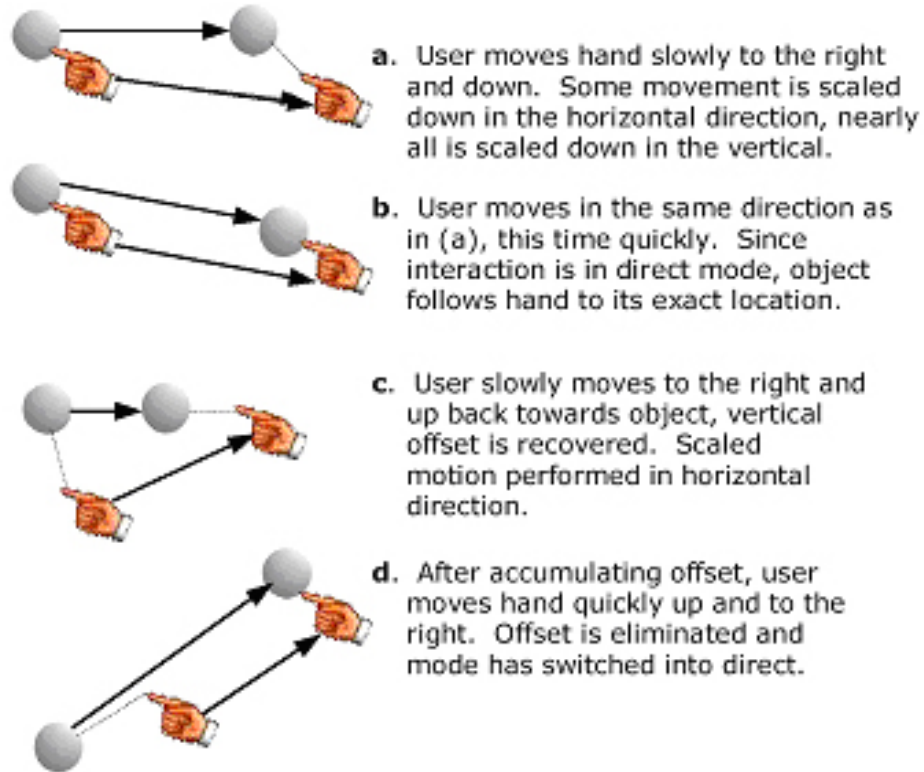 a. User moves hand slowly to the right
and down. Some movement is scaled
down in the horizontal direction, nearly
all is scaled down in the vertical.
b. User moves in the same direction as
in (a), this time quickly. Since
interaction is in direct mode, object
follows hand to its exact location.
c. User slowly moves to the right and
up back towards object, vertical
offset is recovered. Scaled
motion performed in horizontal
direction.
d. After accumulating offset, user
moves hand quickly up and to the
right. Offset is eliminated and
mode has switched into direct.